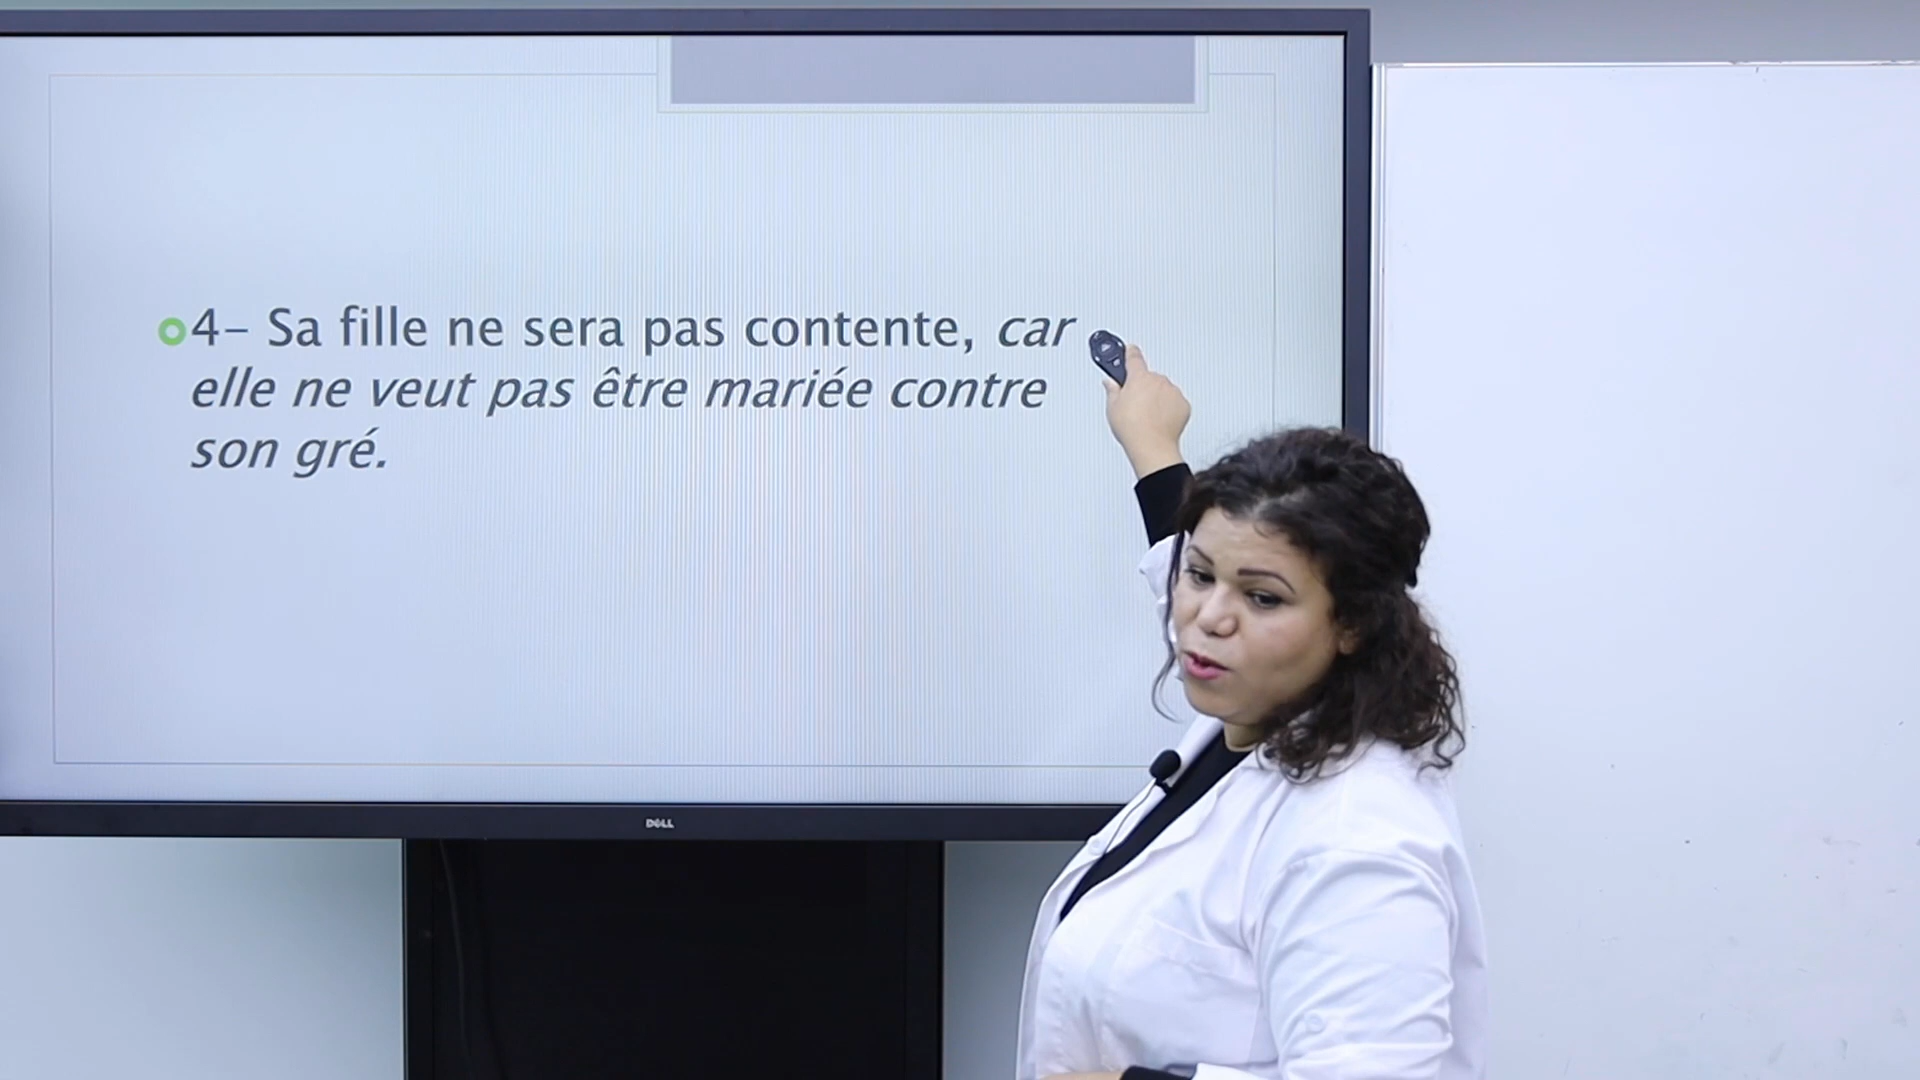 4- Sa fille ne sera pas contente, car
elle ne veut pas être mariée contre
son gré.
DELL